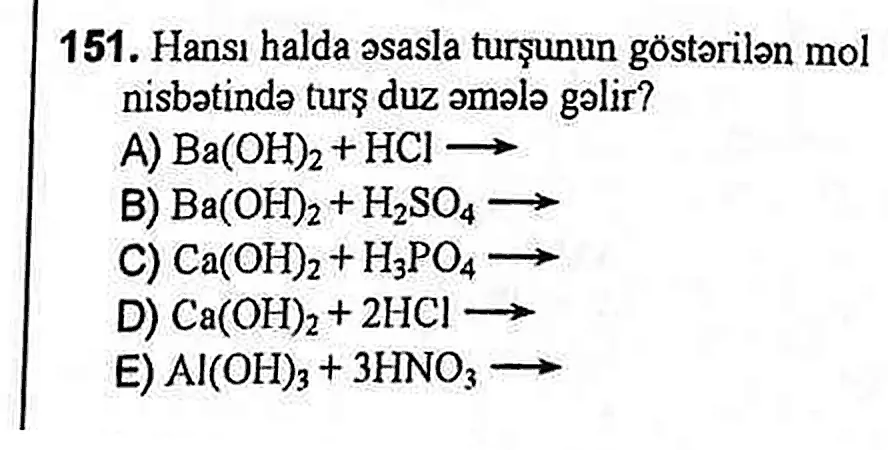 151. Hansı halda əsasla turşunun göstərilən mol
nisbətində turş duz əmələ gəlir?
A) Ba(OH)₂ + HCl ⟶
B) Ba(OH)₂ + H₂SO₄ ⟶
C) Ca(OH)₂ + H₃PO₄ ⟶
D) Ca(OH)₂ + 2HCl ⟶
E) Al(OH)₃ + 3HNO₃ ⟶